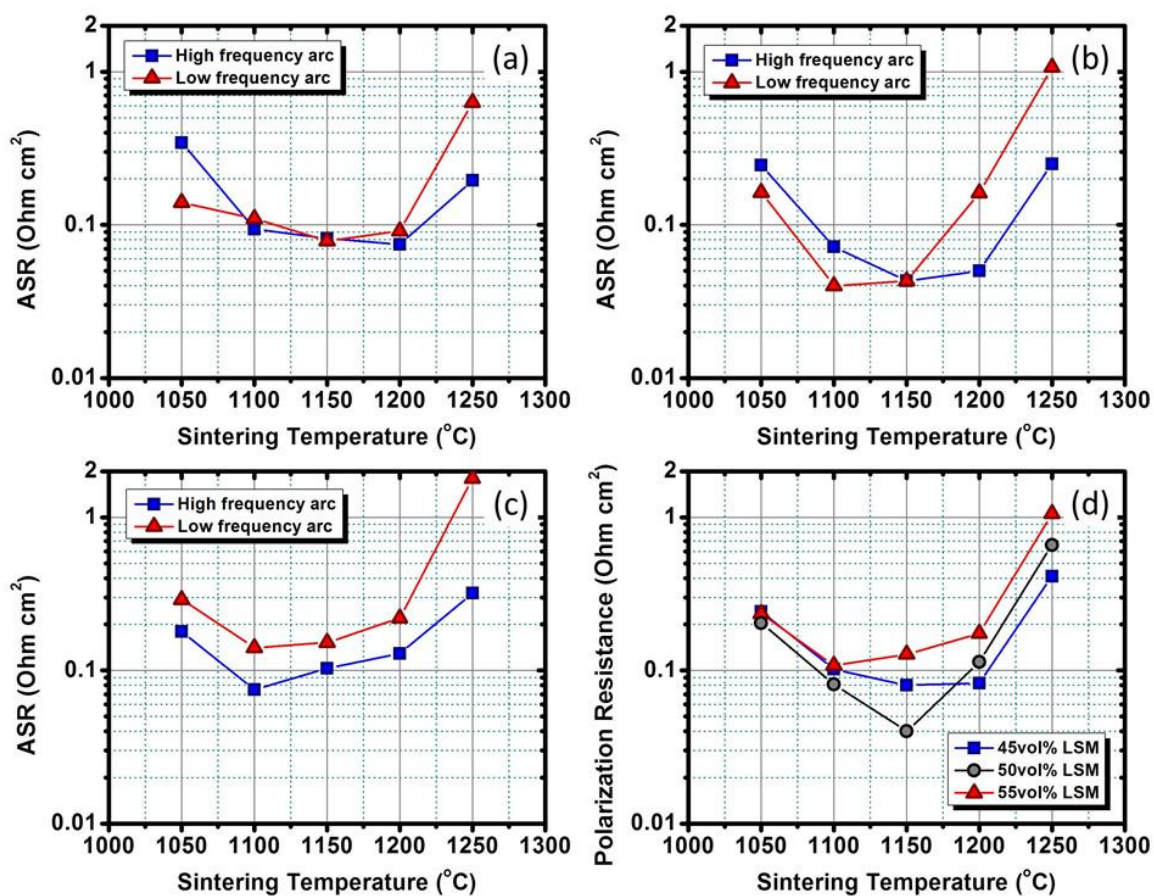 2
1
0.1
0.01
ASR (Ohm cm2)
High frequency arc
Low frequency arc
(a)
1000 1050 1100 1150 1200 1250 1300
Sintering Temperature (oC)
2
1
0.1
0.01
ASR (Ohm cm2)
High frequency arc
Low frequency arc
(b)
1000 1050 1100 1150 1200 1250 1300
Sintering Temperature (oC)
2
1
0.1
0.01
ASR (Ohm cm2)
High frequency arc
Low frequency arc
(c)
1000 1050 1100 1150 1200 1250 1300
Sintering Temperature (oC)
2
1
0.1
0.01
Polarization Resistance (Ohm cm2)
(d)
45vol% LSM
50vol% LSM
55vol% LSM
1000 1050 1100 1150 1200 1250 1300
Sintering Temperature (oC)